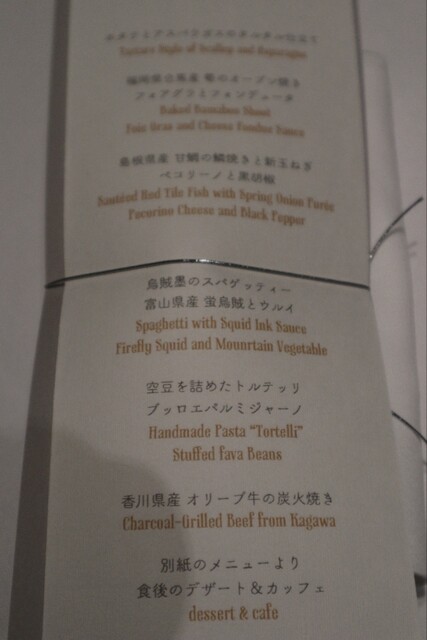 ホタテとアスパラガスのタルタル仕立て
Tartare Style of Scallop and Asparagus
福岡県立花産 筍のオーブン焼き
フォアグラとフォンデュータ
Baked Bamboo Shoot
Foie Gras and Cheese Fondue Sauce
島根県産 甘鯛の鱗焼きと新玉ねぎ
ペコリーノと黒胡椒
Sautéed Red Tile Fish with Spring Onion Purée
Pecorino Cheese and Black Pepper
烏賊墨のスパゲッティー
富山県産 蛍烏賊とウルイ
Spaghetti with Squid Ink Sauce
Firefly Squid and Mounrtain Vegetable
空豆を詰めたトルテッリ
ブッロエパルミジャーノ
Handmade Pasta “Tortelli”
Stuffed fava Beans
香川県産 オリーブ牛の炭火焼き
Charcoal-Grilled Beef from Kagawa
別紙のメニューより
食後のデザート＆カッフェ
dessert & cafe